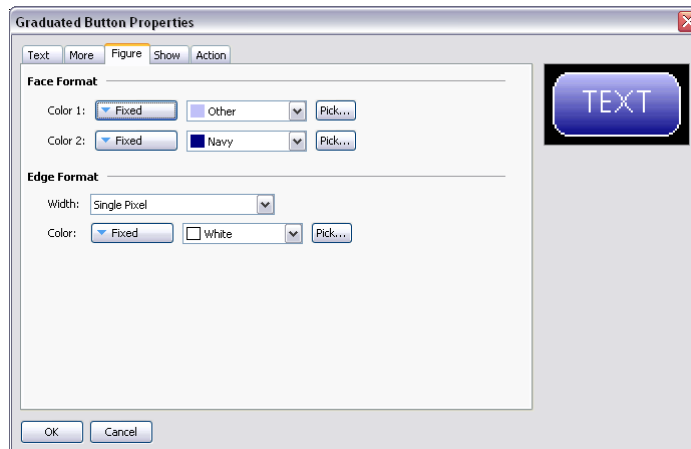 Graduated Button Properties
Text More Figure Show Action
Face Format
Color 1: Fixed Other Pick...
Color 2: Fixed Navy Pick...
Edge Format
Width: Single Pixel
Color: Fixed White Pick...
TEXT
OK Cancel